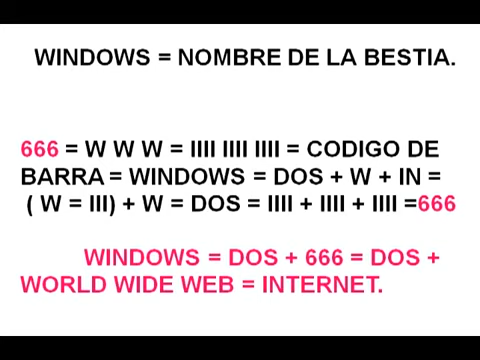 WINDOWS = NOMBRE DE LA BESTIA.
666 = W W W = IIII IIII IIII = CODIGO DE
BARRA = WINDOWS = DOS + W + IN =
( W = III) + W = DOS = IIII + IIII + IIII =666
WINDOWS = DOS + 666 = DOS +
WORLD WIDE WEB = INTERNET.